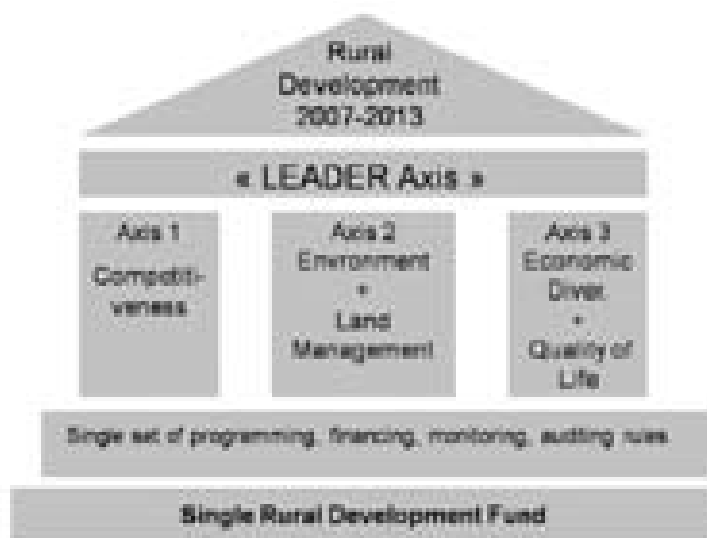 Rural
Development
2007-2013
« LEADER Axis »
Axis 1
Competiti-
veness
Axis 2
Environment
+
Land
Management
Axis 3
Economic
Diver.
+
Quality of
Life
Single set of programming, financing, monitoring, auditing rules
Single Rural Development Fund